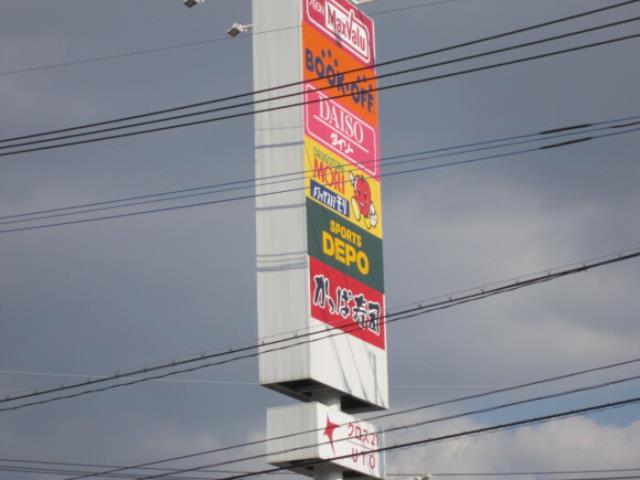 AEON
MaxValu
BOOK·OFF
DAISO
ダイソー
DRUGSTORE
MORI
ドラッグストアモリ
SPORTS
DEPO
かっぱ寿司
クロス21
UTO